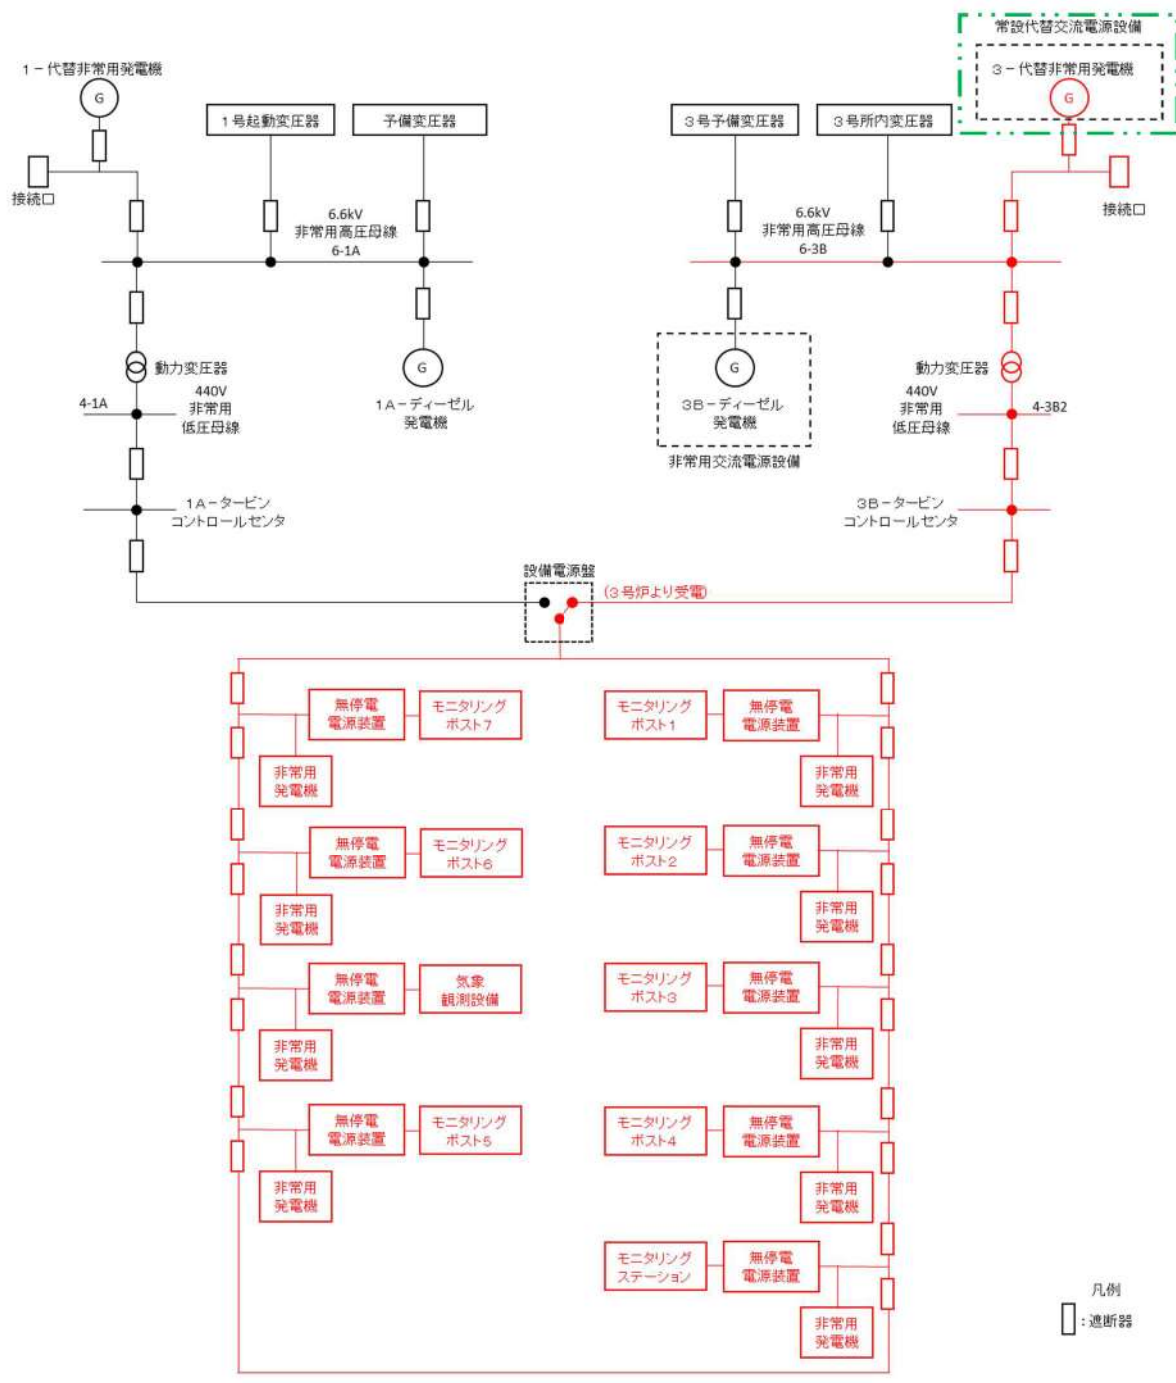 常設代替交流電源設備
1－代替非常用発電機
G
3－代替非常用発電機
G
1号起動変圧器
予備変圧器
3号予備変圧器
3号所内変圧器
接続口
接続口
6.6kV
非常用高圧母線
6-1A
6.6kV
非常用高圧母線
6-3B
動力変圧器
G
G
動力変圧器
4-1A
440V
非常用
低圧母線
1A－ディーゼル
発電機
3B－ディーゼル
発電機
440V
非常用
低圧母線
4-3B2
非常用交流電源設備
1A－タービン
コントロールセンタ
3B－タービン
コントロールセンタ
設備電源盤
(3号炉より受電)
無停電
電源装置
モニタリング
ポスト7
モニタリング
ポスト1
無停電
電源装置
非常用
発電機
非常用
発電機
無停電
電源装置
モニタリング
ポスト6
モニタリング
ポスト2
無停電
電源装置
非常用
発電機
非常用
発電機
無停電
電源装置
気象
観測設備
モニタリング
ポスト3
無停電
電源装置
非常用
発電機
非常用
発電機
無停電
電源装置
モニタリング
ポスト5
モニタリング
ポスト4
無停電
電源装置
非常用
発電機
非常用
発電機
モニタリング
ステーション
無停電
電源装置
非常用
発電機
凡例
：遮断器